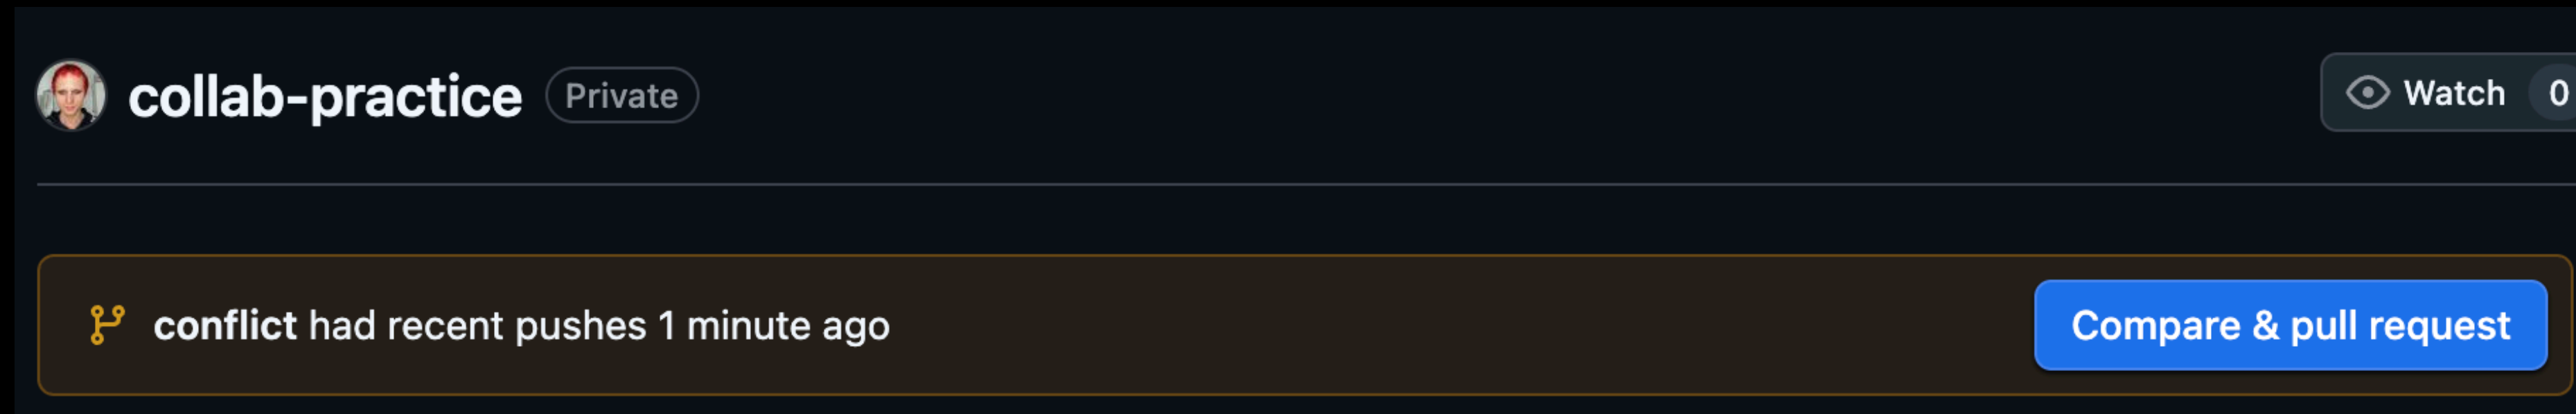 collab-practice Private Watch 0
conflict had recent pushes 1 minute ago Compare & pull request